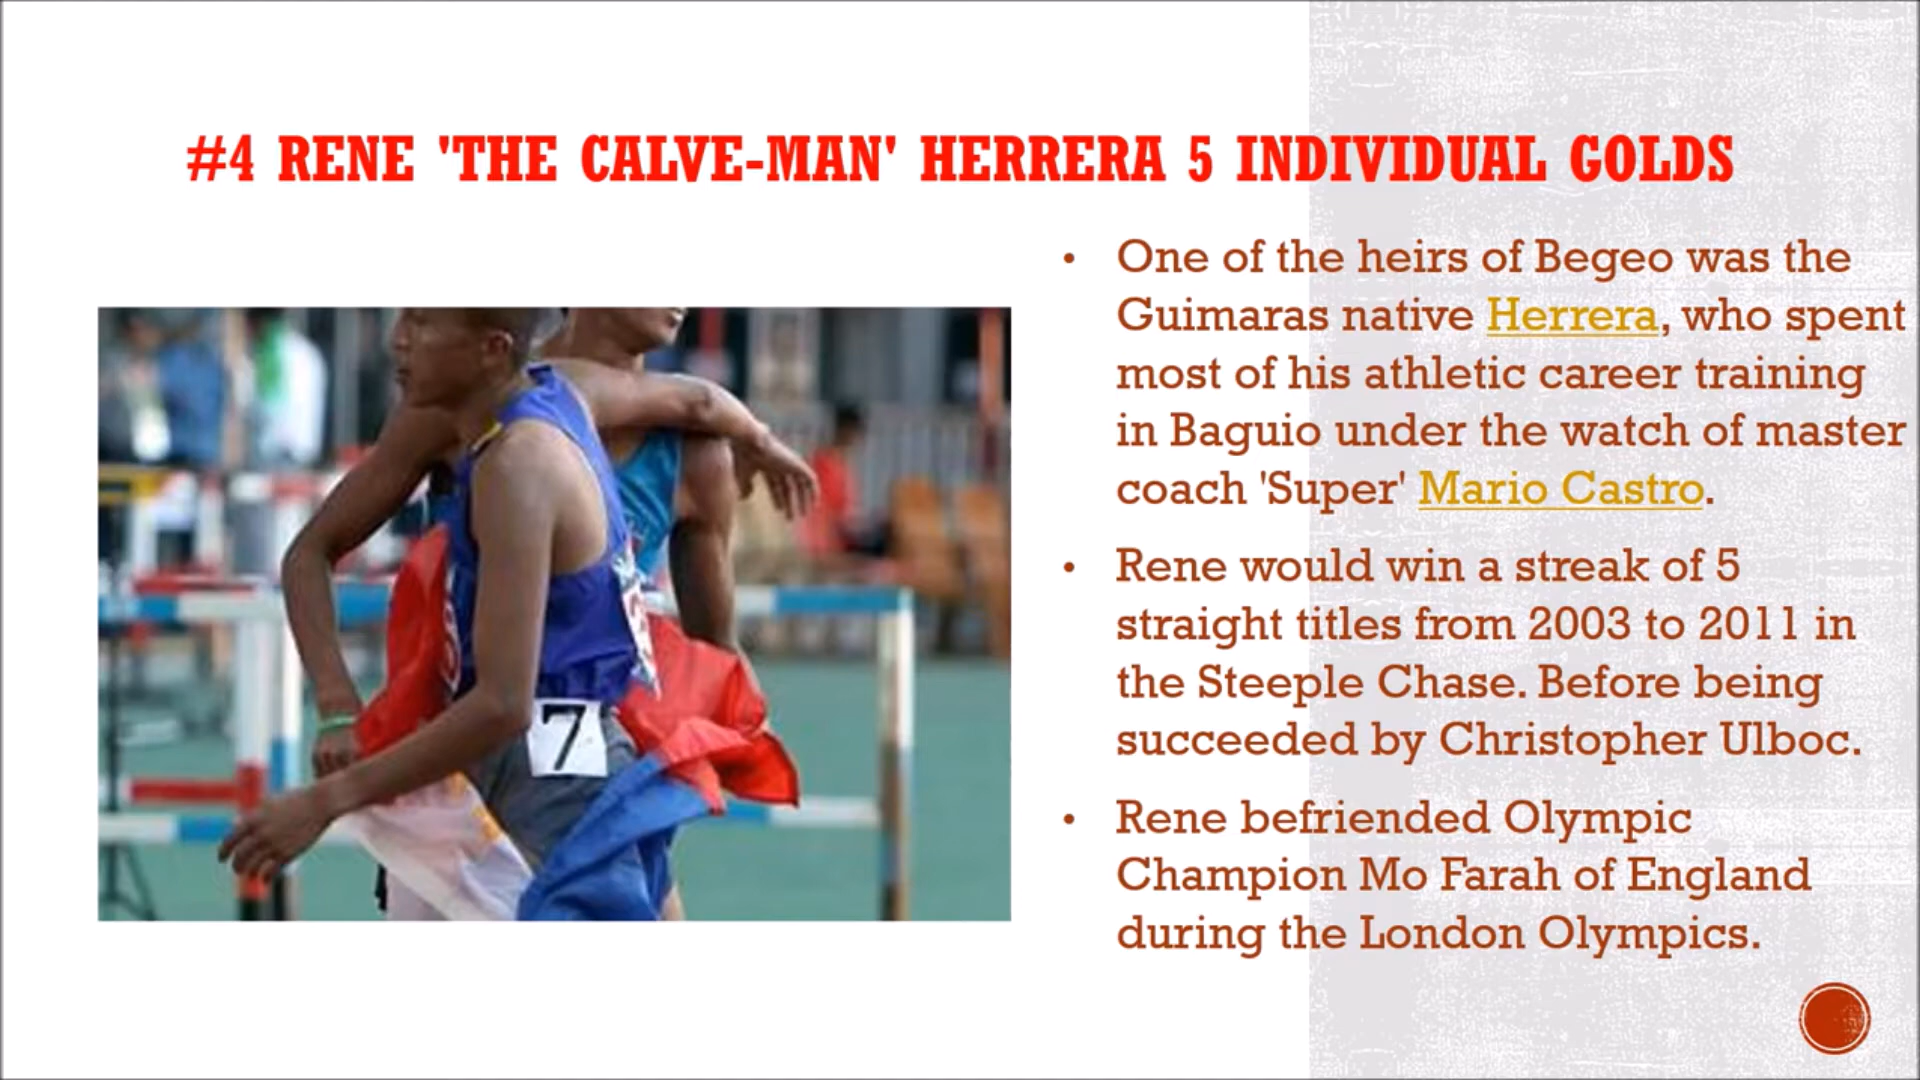 #4 RENE 'THE CALVE-MAN' HERRERA 5 INDIVIDUAL GOLDS
• One of the heirs of Begeo was the
Guimaras native Herrera, who spent
most of his athletic career training
in Baguio under the watch of master
coach 'Super' Mario Castro.
• Rene would win a streak of 5
straight titles from 2003 to 2011 in
the Steeple Chase. Before being
succeeded by Christopher Ulboc.
• Rene befriended Olympic
Champion Mo Farah of England
during the London Olympics.
7